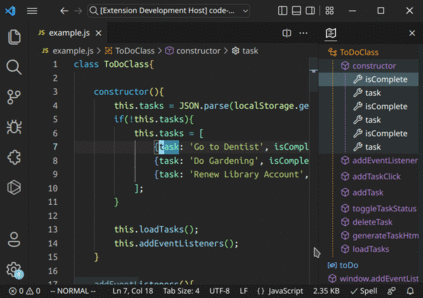 [Extension Development Host] code-...
example.js
example.js > ToDoClass > constructor > task
1 class ToDoClass{
2
3 constructor(){
4 this.tasks = JSON.parse(localStorage.ge
5 if(!this.tasks){
6 this.tasks = [
7 {task: 'Go to Dentist', isCompl
8 {task: 'Do Gardening', isComple
9 {task: 'Renew Library Account',
10 ];
11 }
12
13 this.loadTasks();
14 this.addEventListeners();
15 }
16
17 addEventListeners(){
ToDoClass
constructor
isComplete
task
isComplete
task
isComplete
task
addEventListener
addTaskClick
addTask
toggleTaskStatus
deleteTask
generateTaskHtm
loadTasks
toDo
window.addEventList
0 0 -- NORMAL -- Ln 7, Col 18 Tab Size: 4 UTF-8 LF {} JavaScript 2.35 KiB Spell